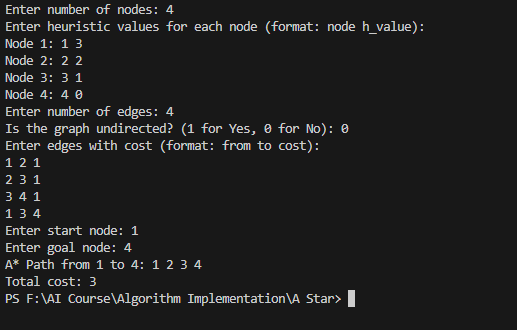 Enter number of nodes: 4
Enter heuristic values for each node (format: node h_value):
Node 1: 1 3
Node 2: 2 2
Node 3: 3 1
Node 4: 4 0
Enter number of edges: 4
Is the graph undirected? (1 for Yes, 0 for No): 0
Enter edges with cost (format: from to cost):
1 2 1
2 3 1
3 4 1
1 3 4
Enter start node: 1
Enter goal node: 4
A* Path from 1 to 4: 1 2 3 4
Total cost: 3
PS F:\AI Course\Algorithm Implementation\A Star>